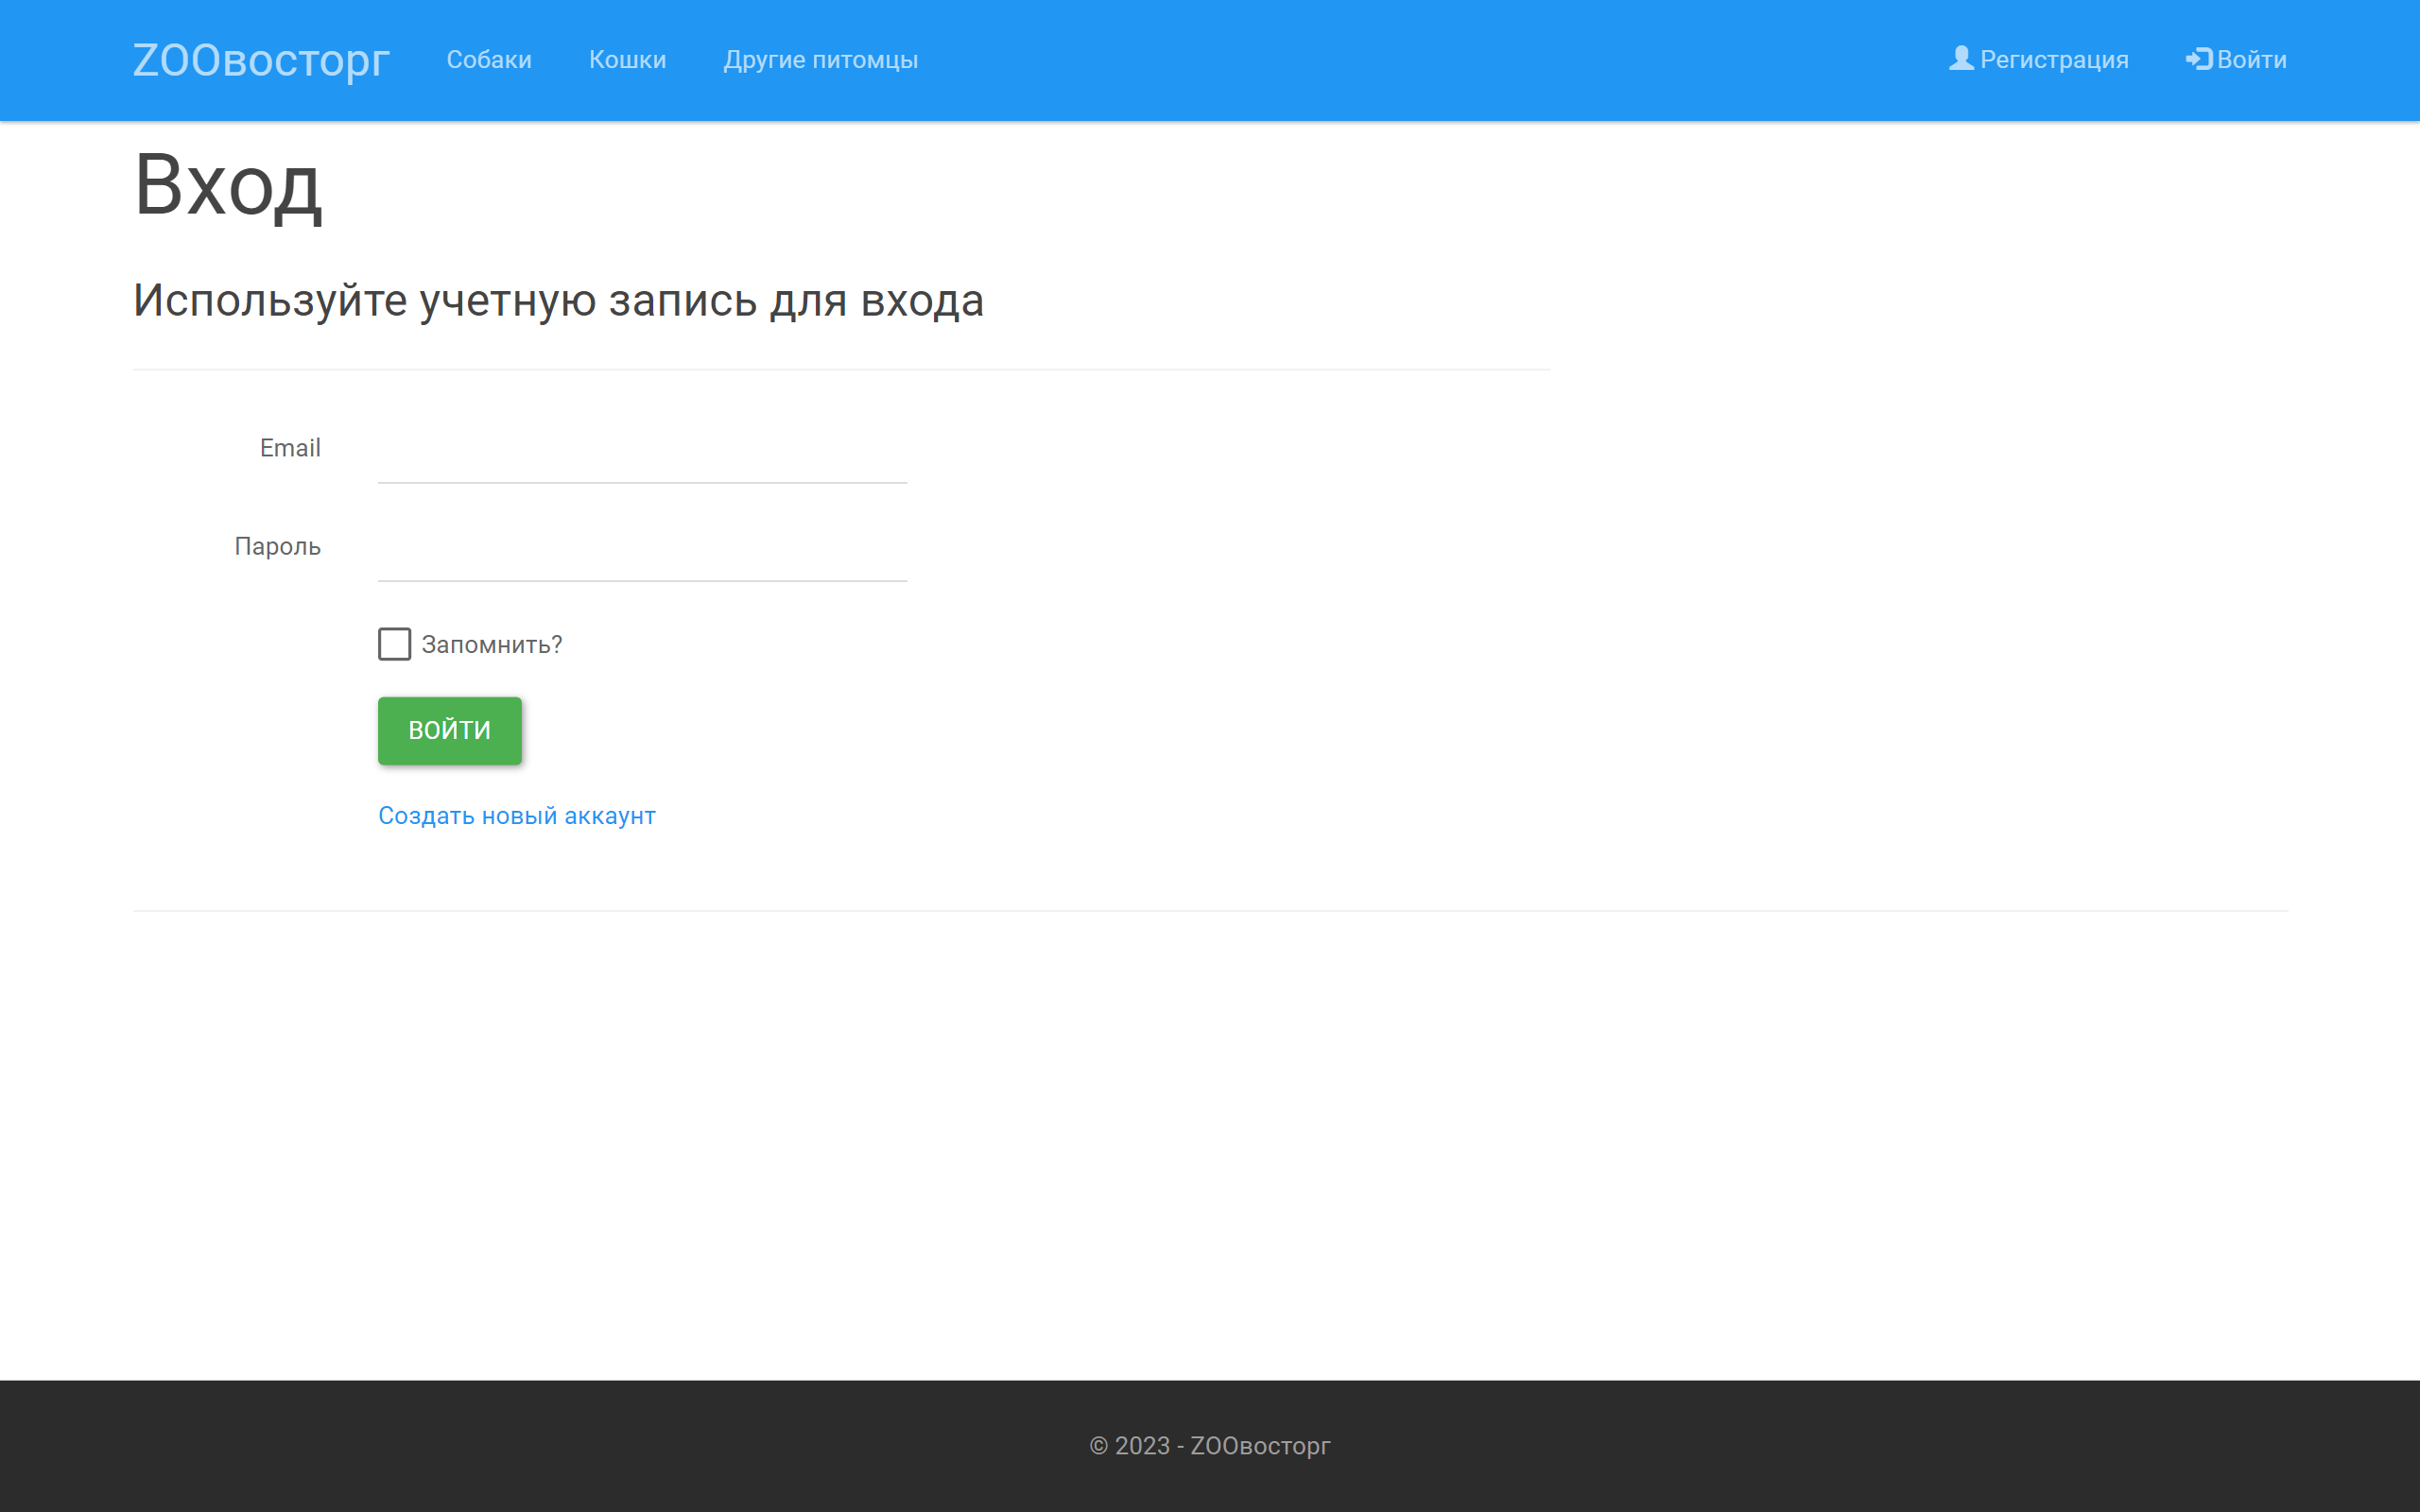 ZOOвосторг Собаки Кошки Другие питомцы Регистрация Войти
Вход
Используйте учетную запись для входа
Email
Пароль
Запомнить?
ВОЙТИ
Создать новый аккаунт
© 2023 - ZOOвосторг